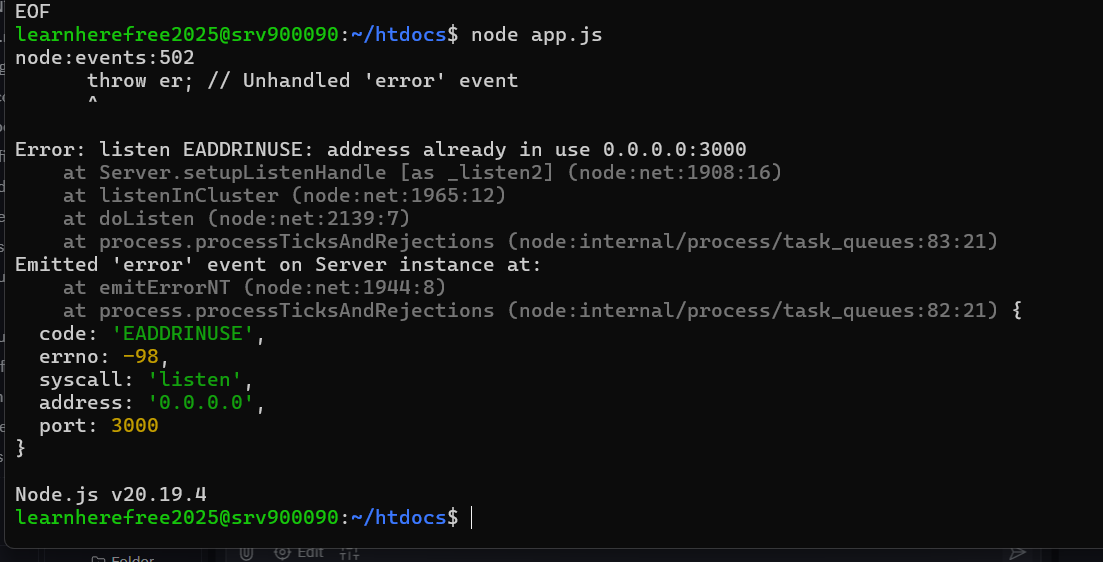 EOF
learnherefree2025@srv900090:~/htdocs$ node app.js
node:events:502
      throw er; // Unhandled 'error' event
      ^

Error: listen EADDRINUSE: address already in use 0.0.0.0:3000
    at Server.setupListenHandle [as _listen2] (node:net:1908:16)
    at listenInCluster (node:net:1965:12)
    at doListen (node:net:2139:7)
    at process.processTicksAndRejections (node:internal/process/task_queues:83:21)
Emitted 'error' event on Server instance at:
    at emitErrorNT (node:net:1944:8)
    at process.processTicksAndRejections (node:internal/process/task_queues:82:21) {
  code: 'EADDRINUSE',
  errno: -98,
  syscall: 'listen',
  address: '0.0.0.0',
  port: 3000
}

Node.js v20.19.4
learnherefree2025@srv900090:~/htdocs$
Edit
Folder